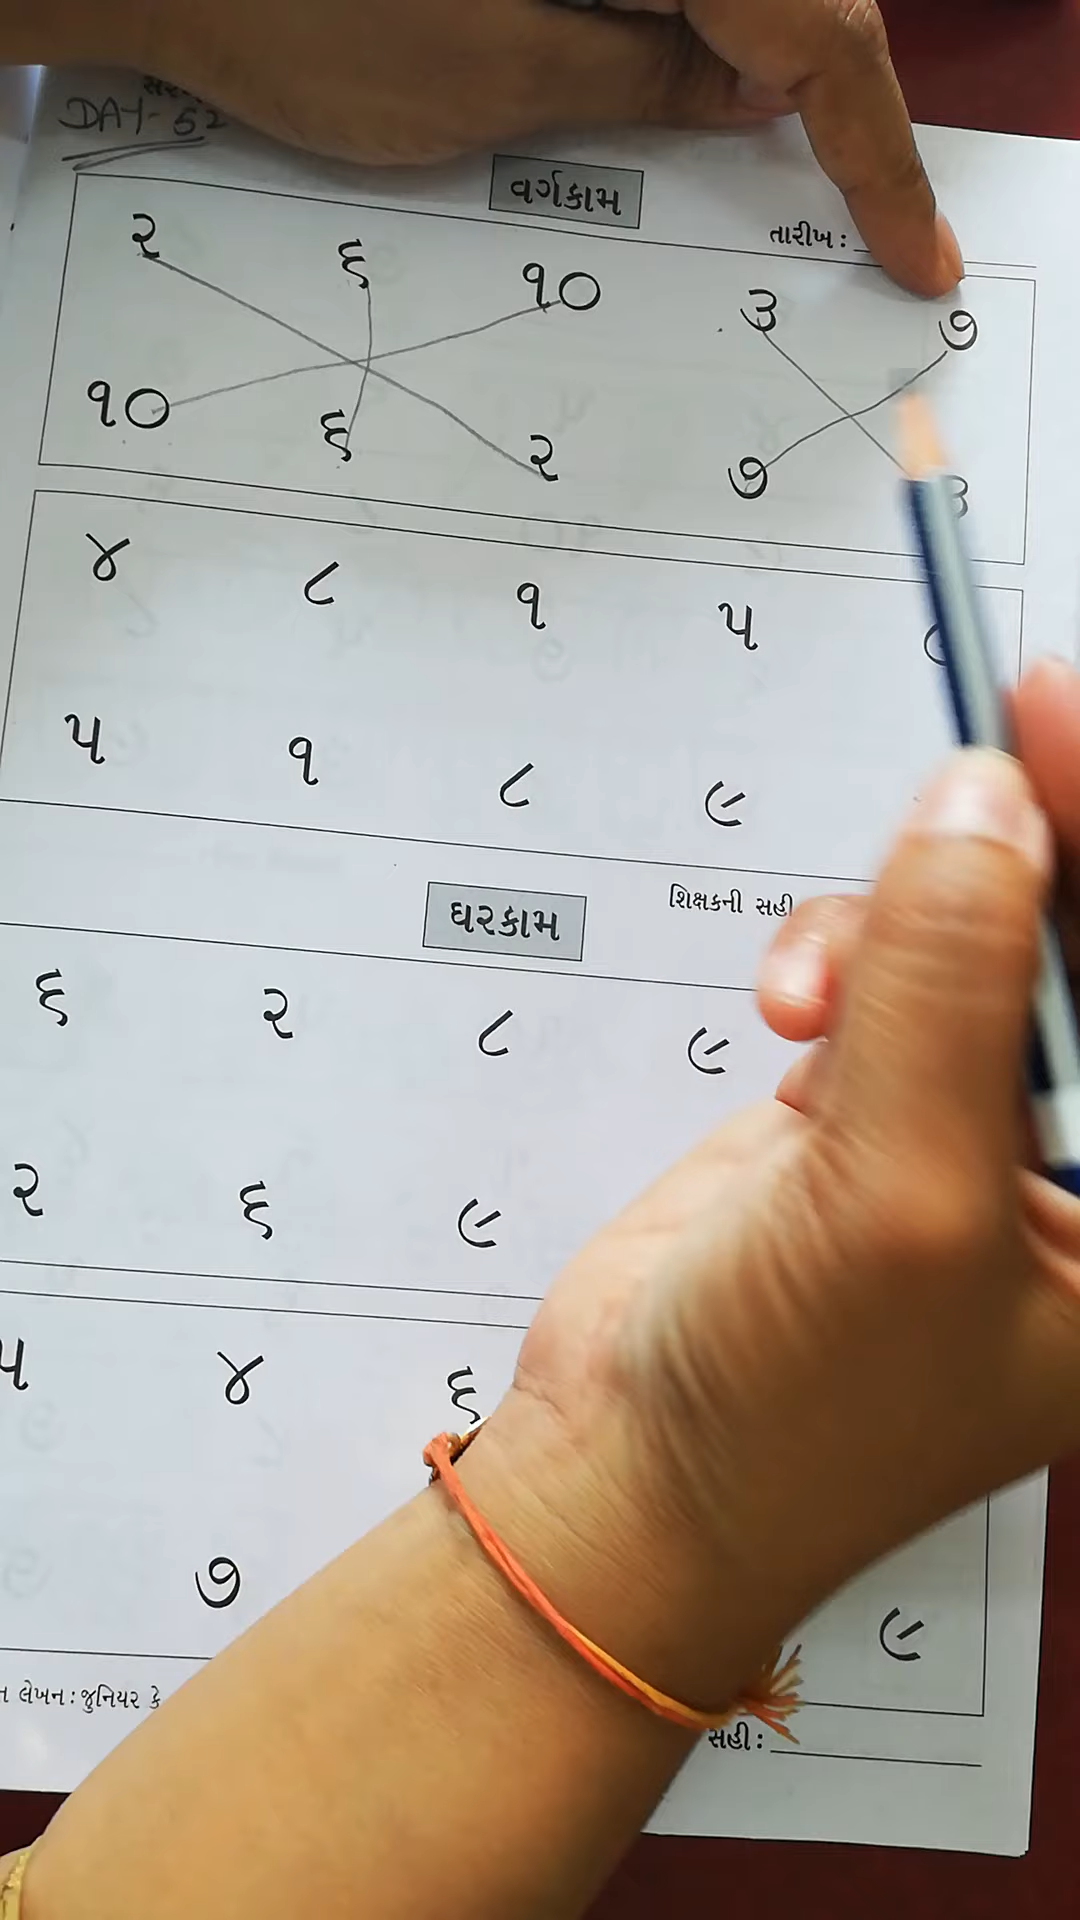 DAY-52
વર્ગકામ
તારીખ :
૨ ૬ ૧૦ ૩ ૭
૧૦ ૬ ૨ ૭ ૩
૪ ૮ ૧ ૫
૫ ૧ ૮ ૯
શિક્ષકની સહી
ઘરકામ
૬ ૨ ૮ ૯
૨ ૬ ૯
૫ ૪ ૬
૭ ૯
લેખન : જુનિયર કે
સહી :